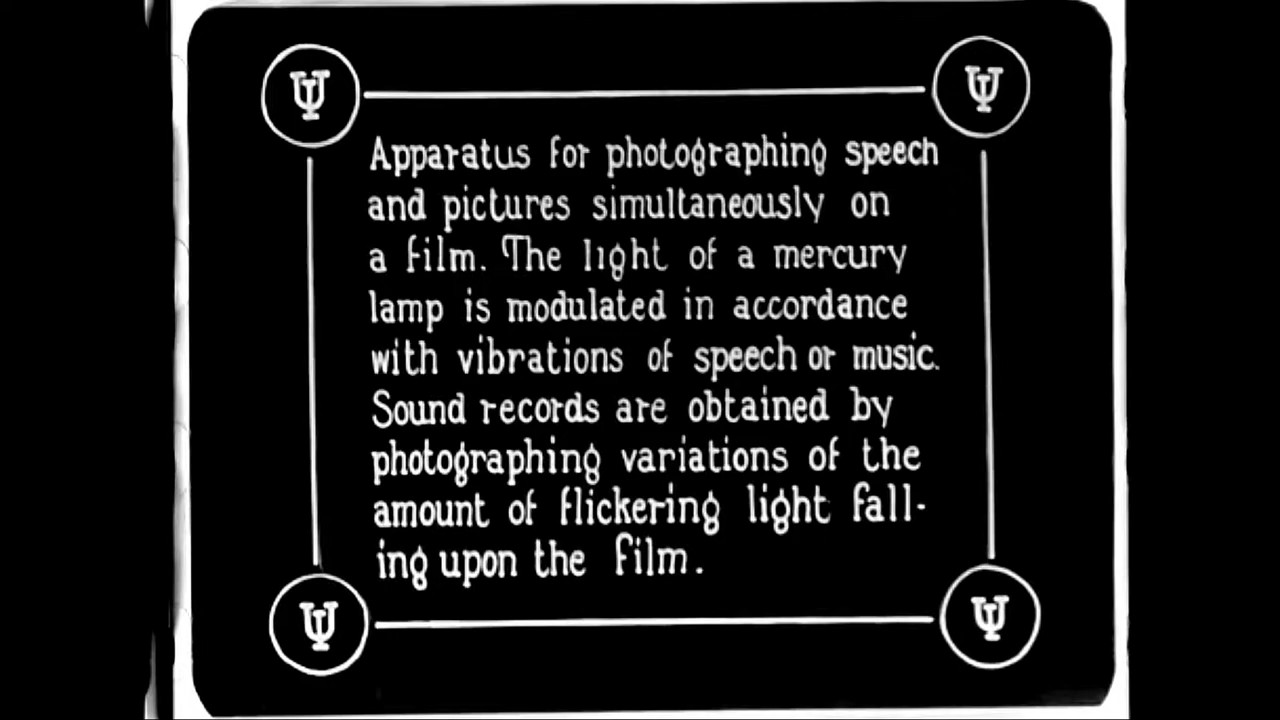 Apparatus for photographing speech
and pictures simultaneously on
a film. The light of a mercury
lamp is modulated in accordance
with vibrations of speech or music.
Sound records are obtained by
photographing variations of the
amount of flickering light fall-
ing upon the film.